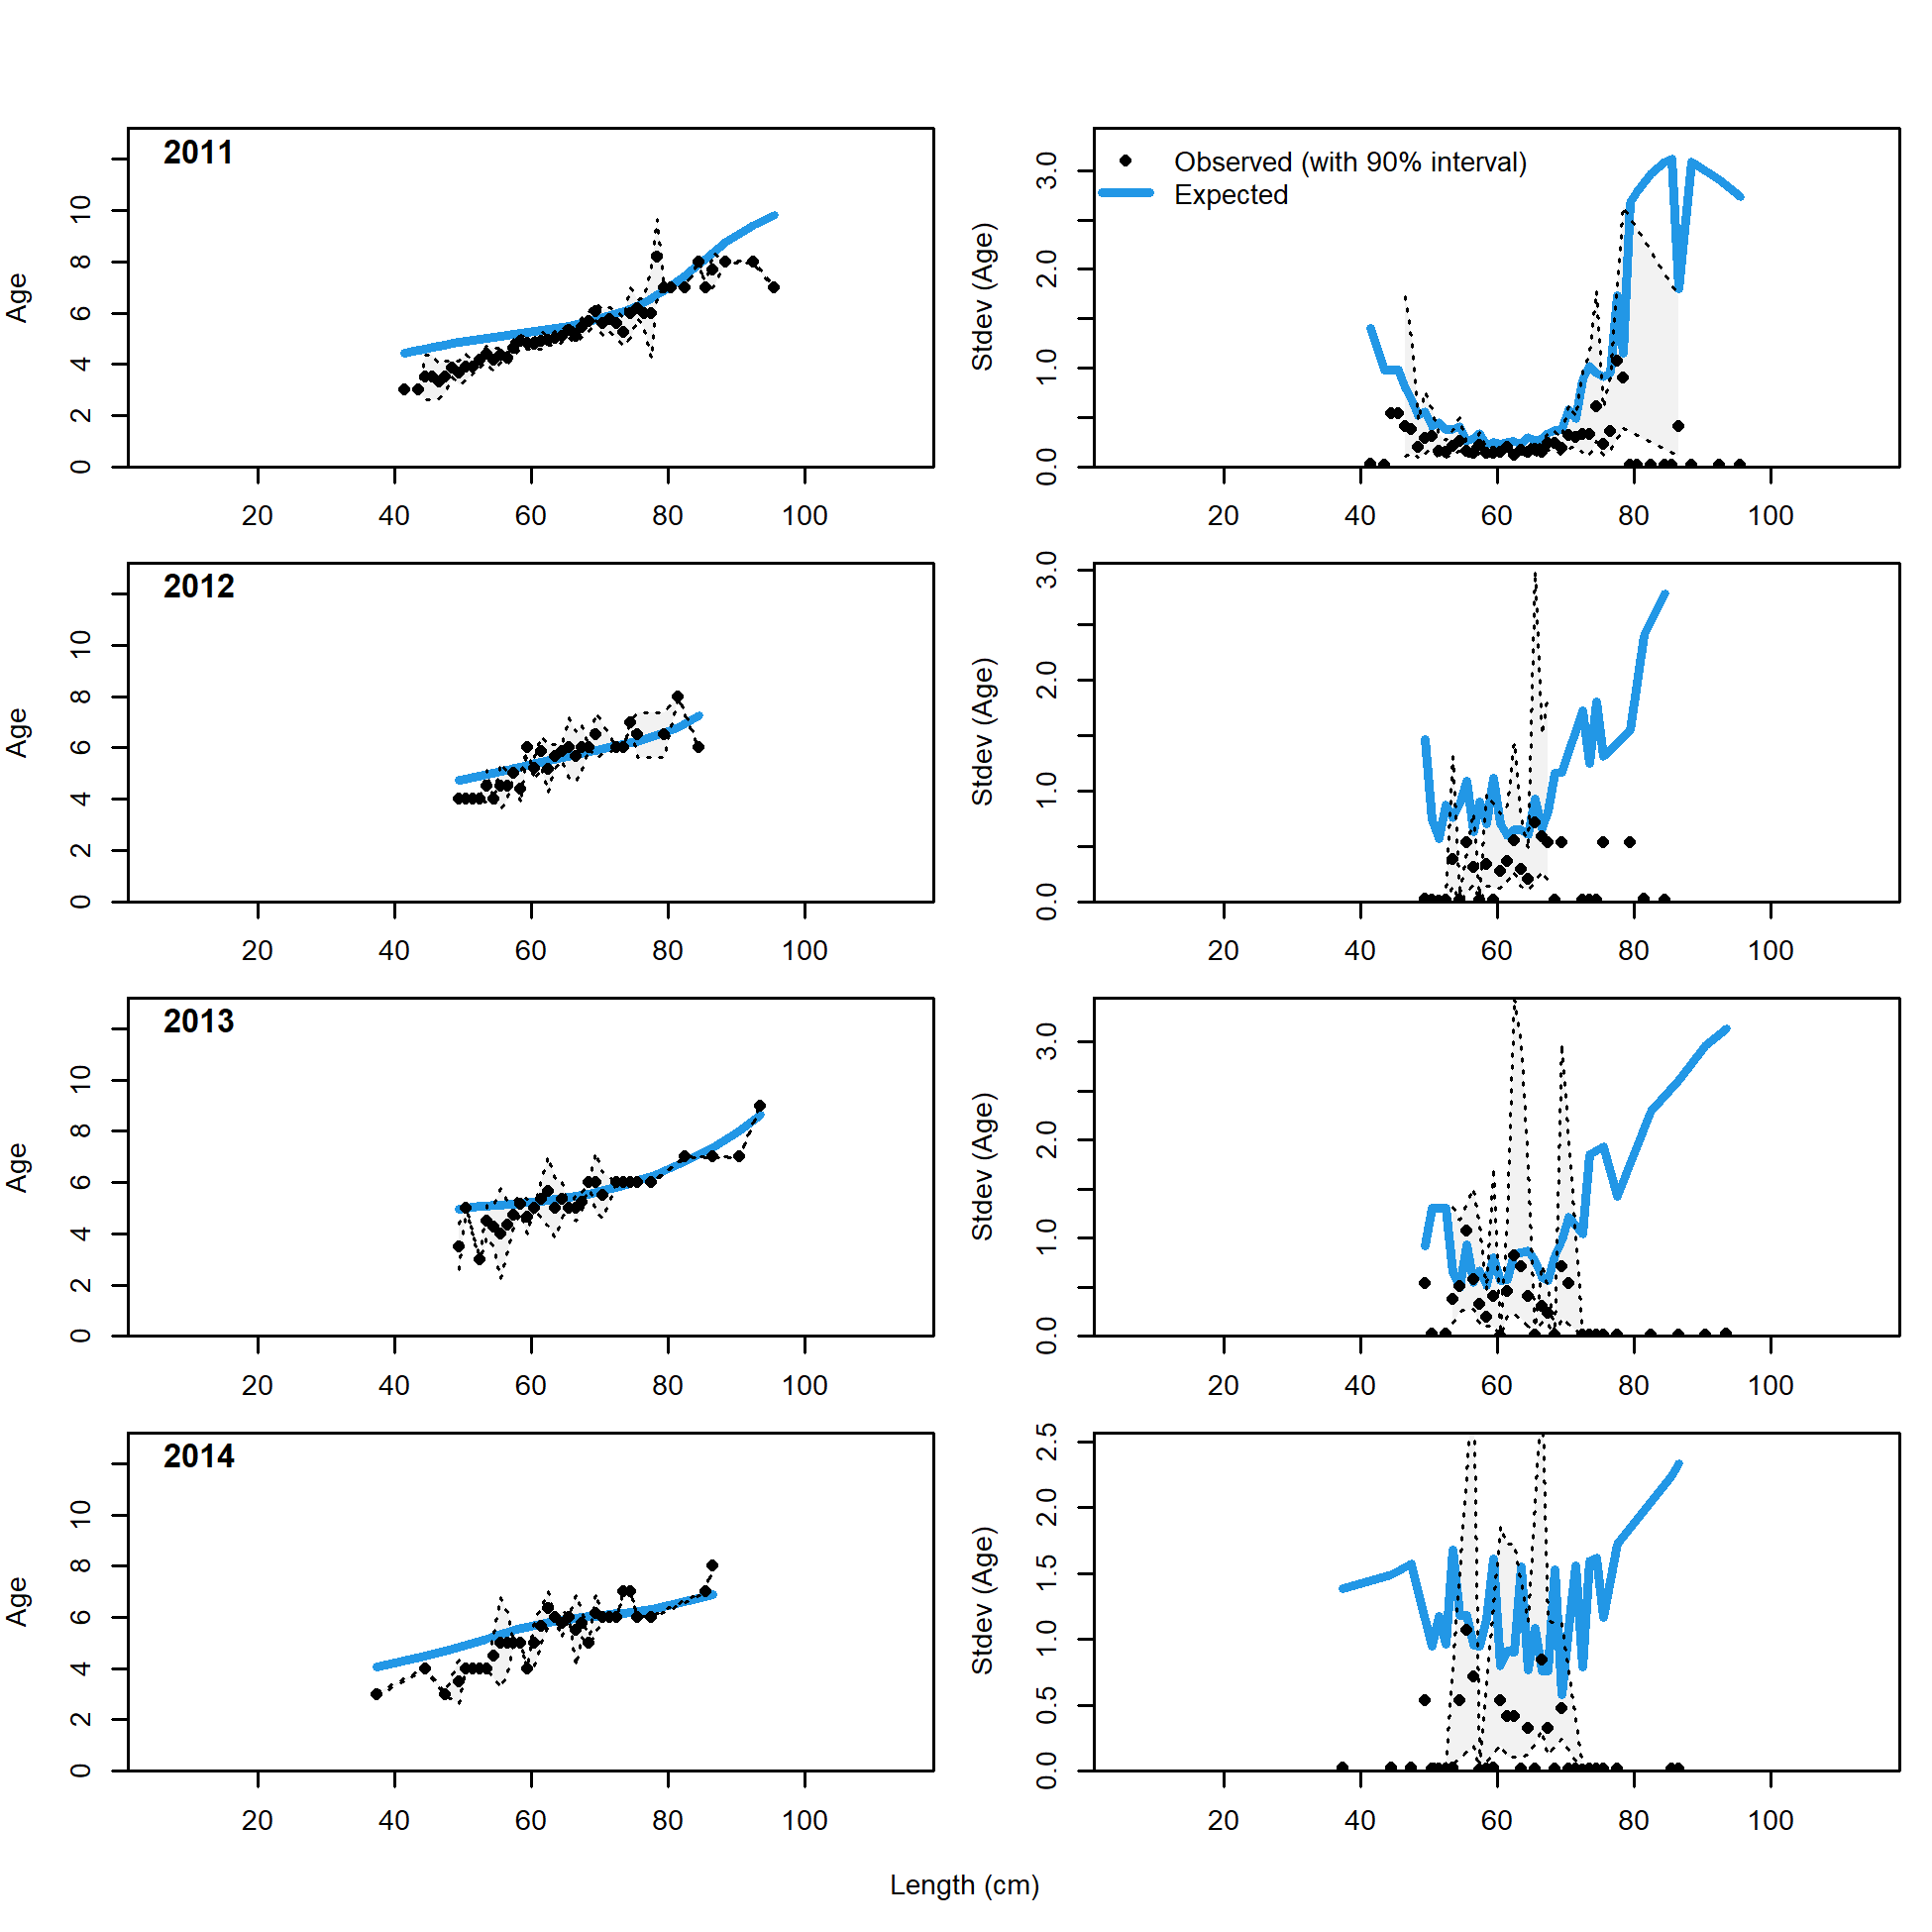 2011
Age
0 2 4 6 8 10
20 40 60 80 100
Observed (with 90% interval)
Expected
Stdev (Age)
0.0 1.0 2.0 3.0
20 40 60 80 100
2012
Age
0 2 4 6 8 10
20 40 60 80 100
Stdev (Age)
0.0 1.0 2.0 3.0
20 40 60 80 100
2013
Age
0 2 4 6 8 10
20 40 60 80 100
Stdev (Age)
0.0 1.0 2.0 3.0
20 40 60 80 100
2014
Age
0 2 4 6 8 10
20 40 60 80 100
Stdev (Age)
0.0 0.5 1.0 1.5 2.0 2.5
20 40 60 80 100
Length (cm)